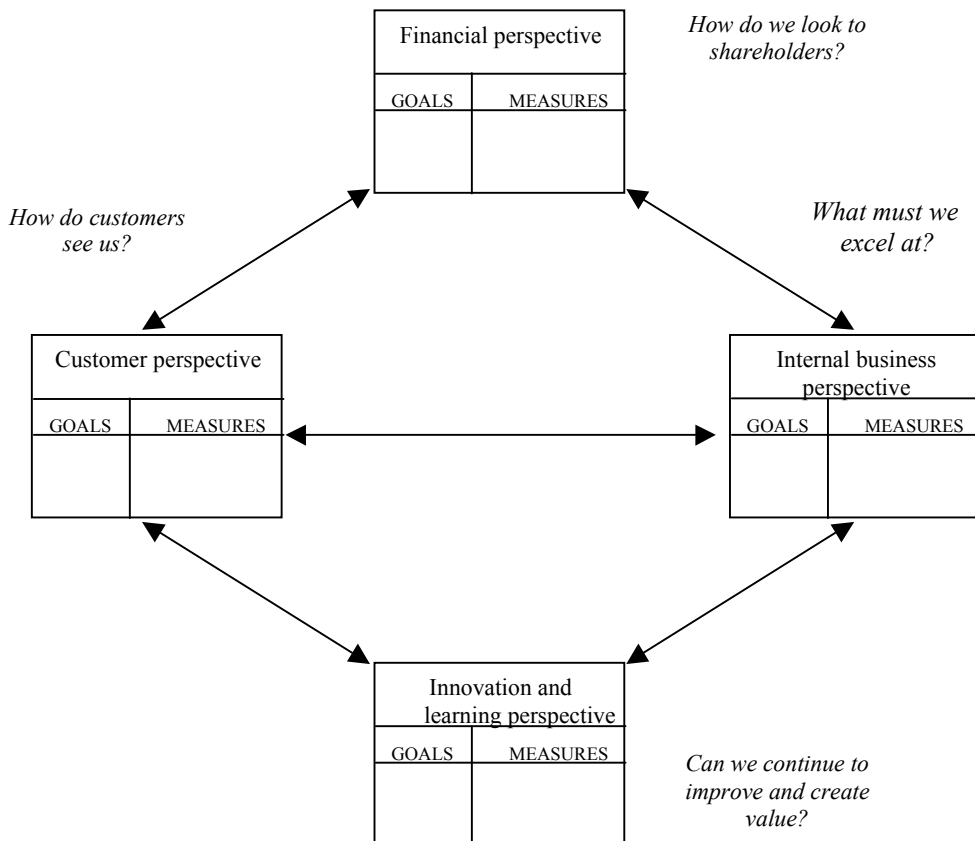 Financial perspective
How do we look to
shareholders?
GOALS
MEASURES
How do customers
see us?
What must we
excel at?
Customer perspective
GOALS
MEASURES
Internal business
perspective
GOALS
MEASURES
Innovation and
learning perspective
GOALS
MEASURES
Can we continue to
improve and create
value?